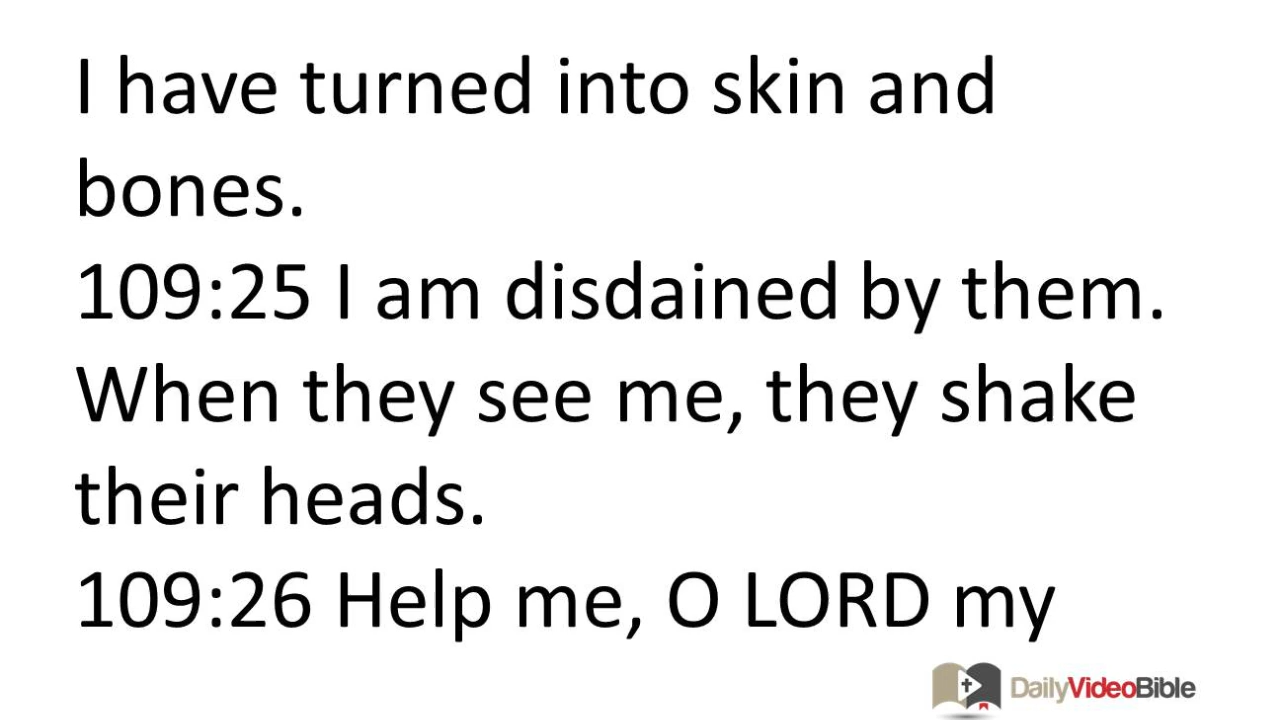 I have turned into skin and
bones.
109:25 I am disdained by them.
When they see me, they shake
their heads.
109:26 Help me, O LORD my
DailyVideoBible